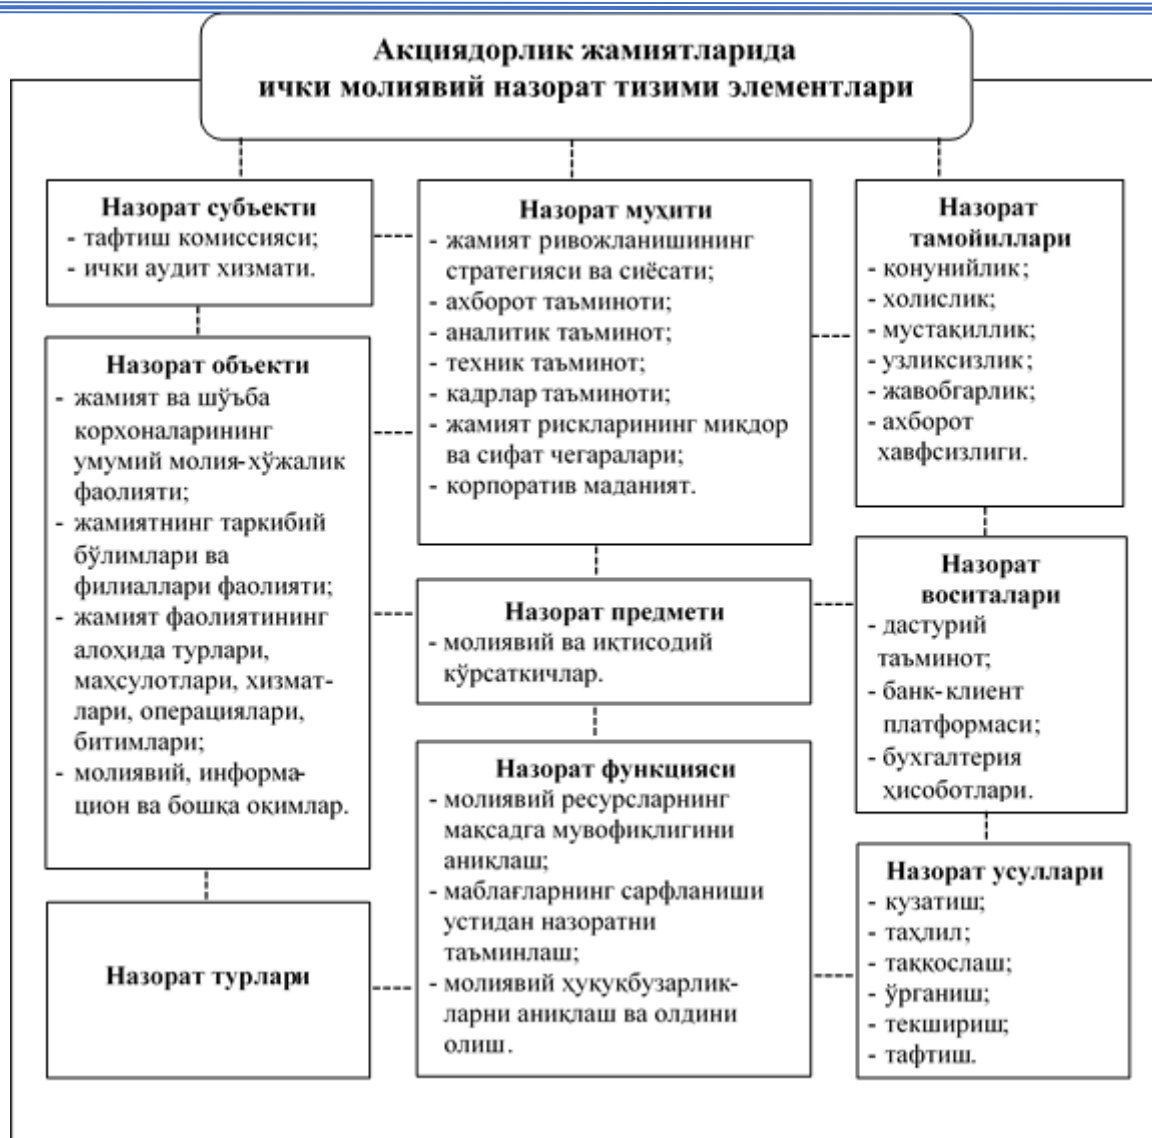 Акциядорлик жамиятларида
ички молиявий назорат тизими элементлари
Назорат субъекти
- тафтиш комиссияси;
- ички аудит хизмати.
Назорат объекти
- жамият ва шўъба
корхоналарининг
умумий молия-хўжалик
фаолияти;
- жамиятнинг таркибий
бўлимлари ва
филиаллари фаолияти;
- жамият фаолиятининг
алоҳида турлари,
маҳсулотлари, хизмат-
лари, операциялари,
битимлари;
- молиявий, информа-
цион ва бошқа оқимлар.
Назорат турлари
Назорат муҳити
- жамият ривожланишининг
стратегияси ва сиёсати;
- ахборот таъминоти;
- аналитик таъминот;
- техник таъминот;
- кадрлар таъминоти;
- жамият рискларининг миқдор
ва сифат чегаралари;
- корпоратив маданият.
Назорат предмети
- молиявий ва иқтисодий
кўрсаткичлар.
Назорат функцияси
- молиявий ресурсларнинг
мақсадга мувофиқлигини
аниқлаш;
- маблағларнинг сарфланиши
устидан назоратни
таъминлаш;
- молиявий ҳуқуқбузарлик-
ларни аниқлаш ва олдини
олиш.
Назорат
тамойиллари
- қонунийлик;
- холислик;
- мустақиллик;
- узликсизлик;
- жавобгарлик;
- ахборот
хавфсизлиги.
Назорат
воситалари
- дастурий
таъминот;
- банк-клиент
платформаси;
- бухгалтерия
ҳисоботлари.
Назорат усуллари
- кузатиш;
- таҳлил;
- таққослаш;
- ўрганиш;
- текшириш;
- тафтиш.